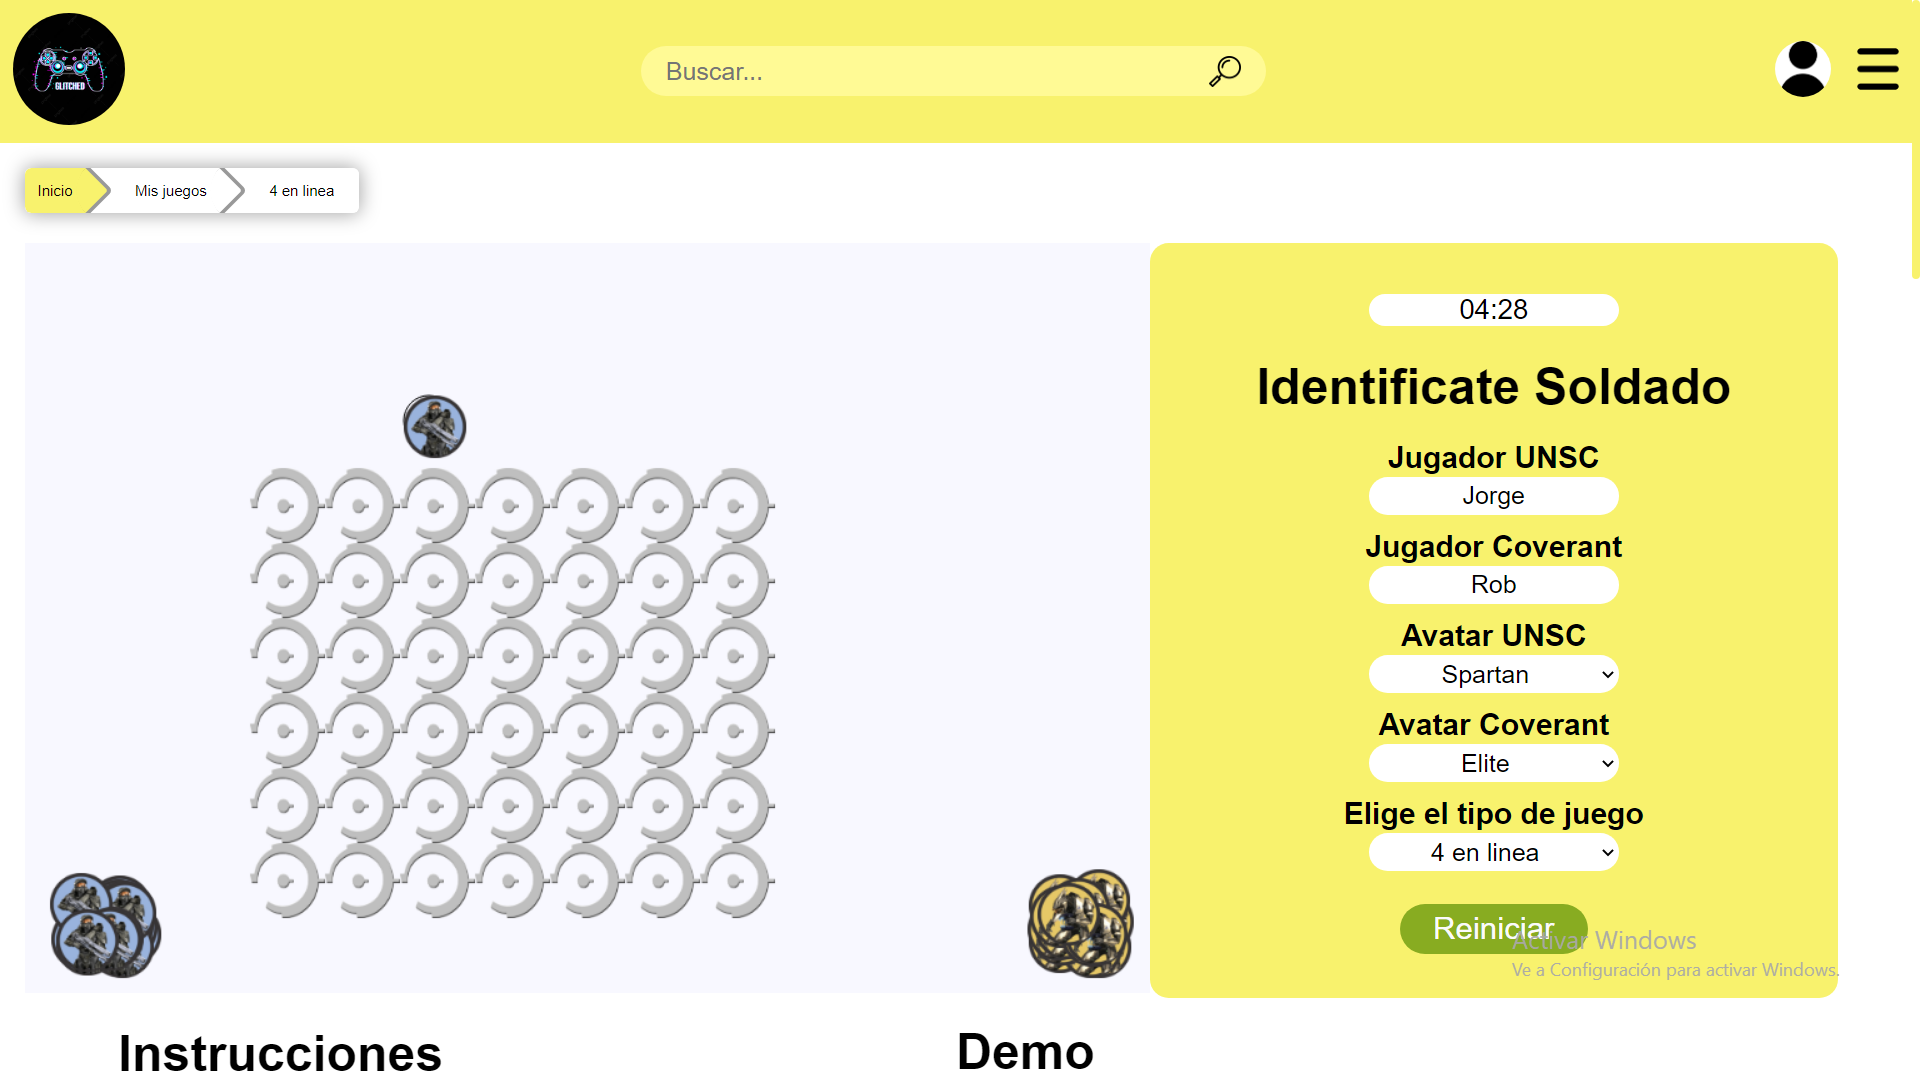 GLITCHED
Buscar...
Inicio
Mis juegos
4 en linea
04:28
Identificate Soldado
Jugador UNSC
Jorge
Jugador Coverant
Rob
Avatar UNSC
Spartan
Avatar Coverant
Elite
Elige el tipo de juego
4 en linea
Reiniciar
Activar Windows
Ve a Configuración para activar Windows.
Instrucciones
Demo